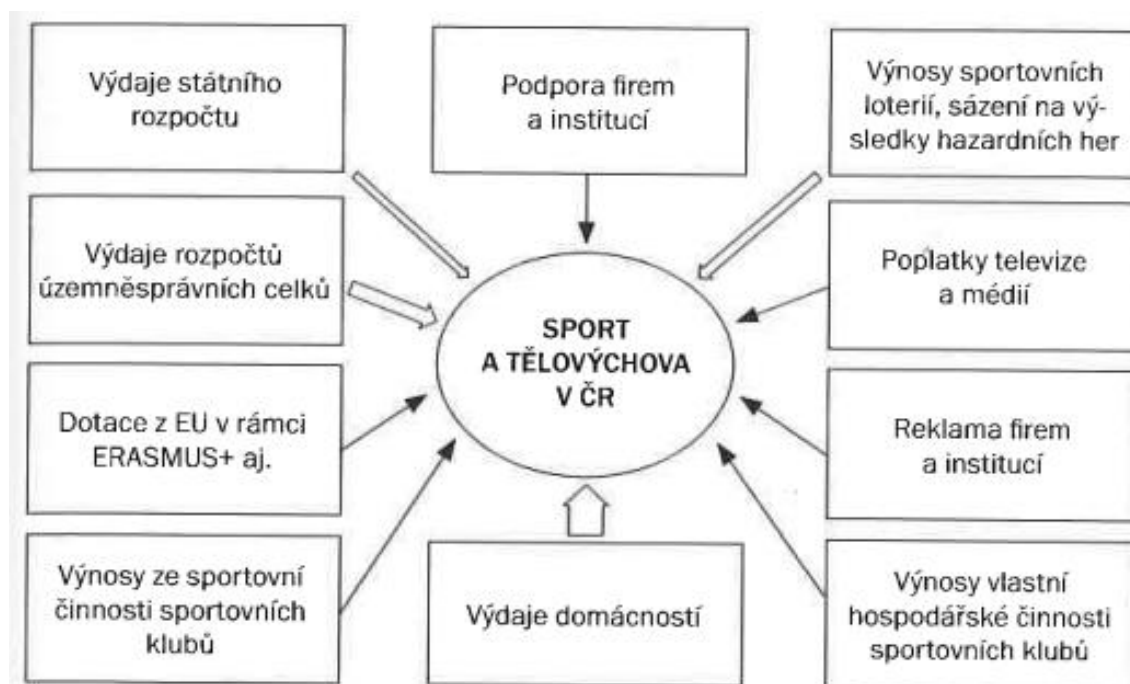 Výdaje státního
rozpočtu
Podpora firem
a institucí
Výnosy sportovních
loterií, sázení na vý-
sledky hazardních her
Výdaje rozpočtů
územněsprávních celků
SPORT
A TĚLOVÝCHOVA
V ČR
Poplatky televize
a médií
Dotace z EU v rámci
ERASMUS+ aj.
Reklama firem
a institucí
Výnosy ze sportovní
činnosti sportovních
klubů
Výdaje domácností
Výnosy vlastní
hospodářské činnosti
sportovních klubů